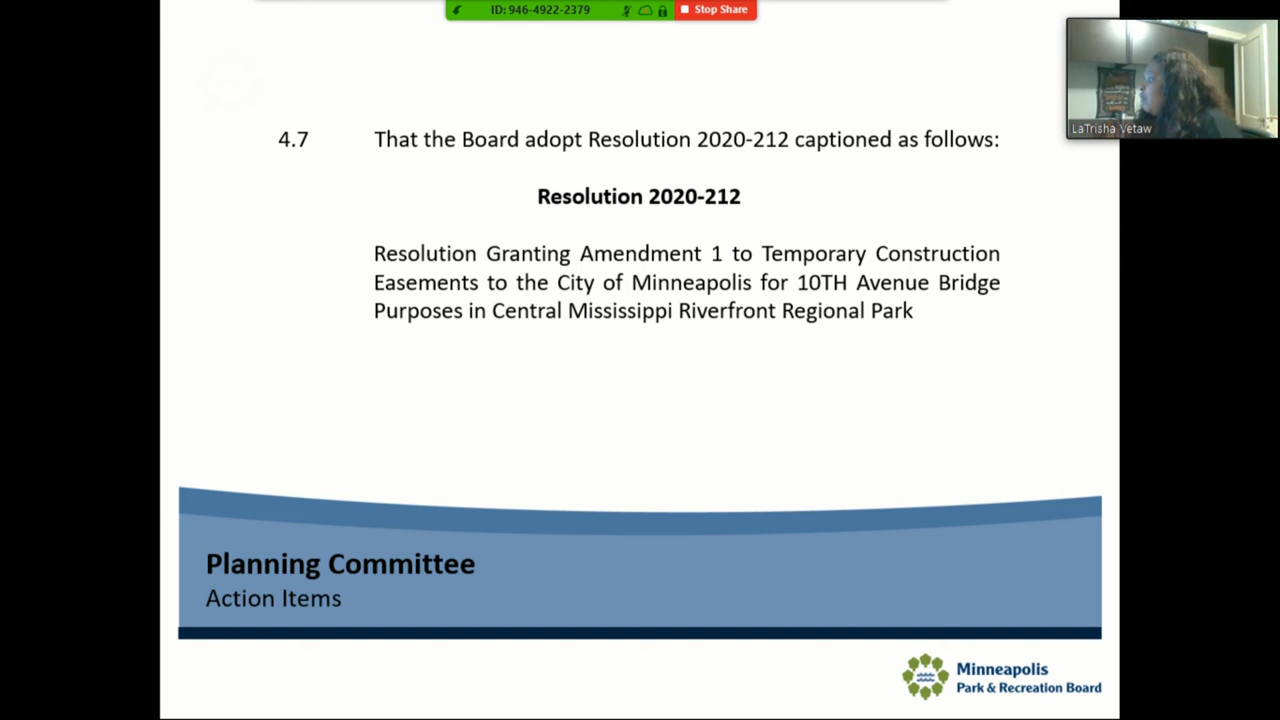 ID: 946-4922-2379
Stop Share
LaTrisha Vetaw
4.7 That the Board adopt Resolution 2020-212 captioned as follows:
Resolution 2020-212
Resolution Granting Amendment 1 to Temporary Construction
Easements to the City of Minneapolis for 10TH Avenue Bridge
Purposes in Central Mississippi Riverfront Regional Park
Planning Committee
Action Items
Minneapolis
Park & Recreation Board